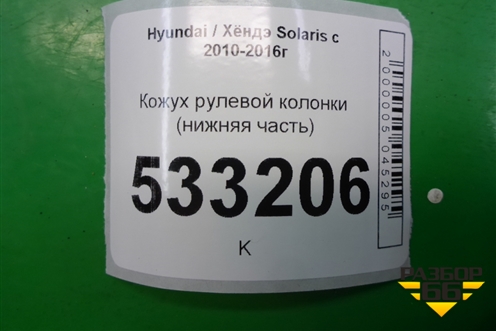 Hyundai / Хёндэ Solaris с
2010-2016г
Кожух рулевой колонки
(нижняя часть)
533206
К
2000005045295
РАЗБОР
66